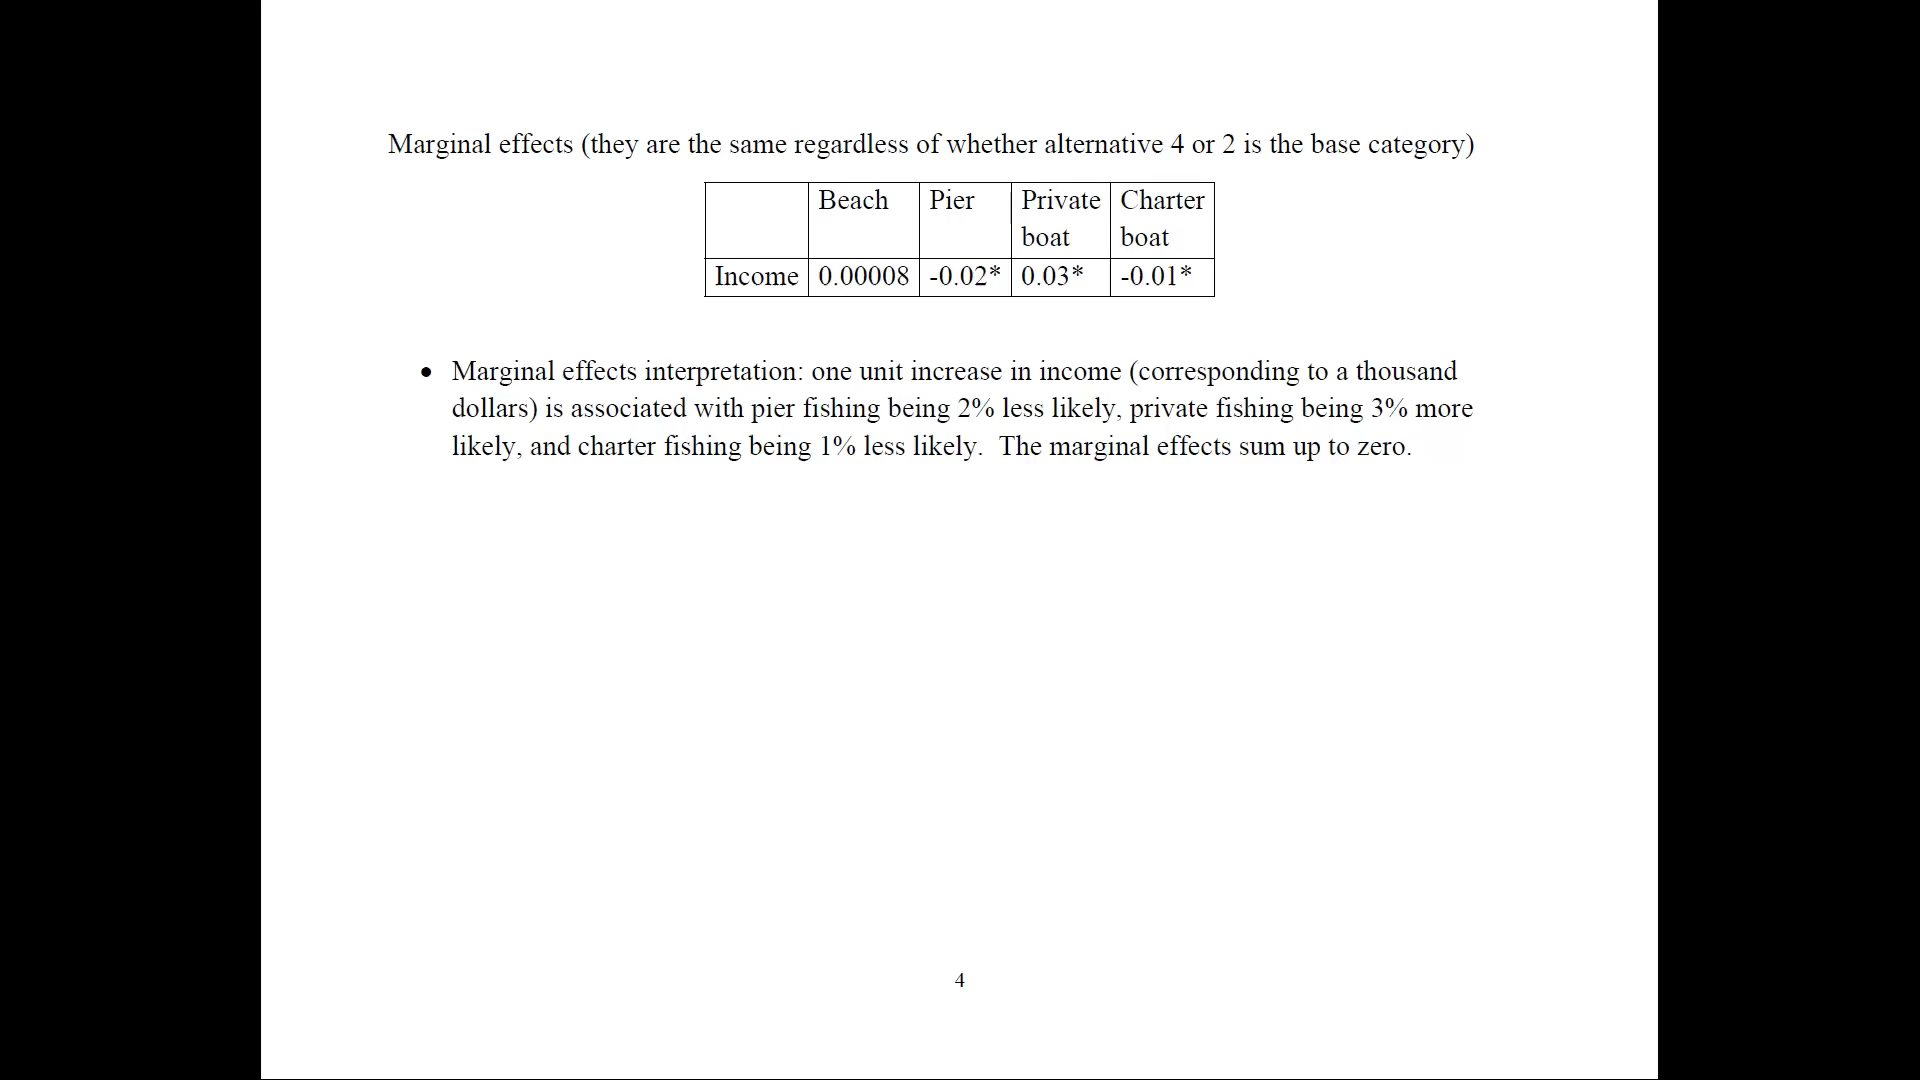 Marginal effects (they are the same regardless of whether alternative 4 or 2 is the base category)
Beach Pier Private boat Charter boat
Income 0.00008 -0.02* 0.03* -0.01*
• Marginal effects interpretation: one unit increase in income (corresponding to a thousand
dollars) is associated with pier fishing being 2% less likely, private fishing being 3% more
likely, and charter fishing being 1% less likely.  The marginal effects sum up to zero.
4